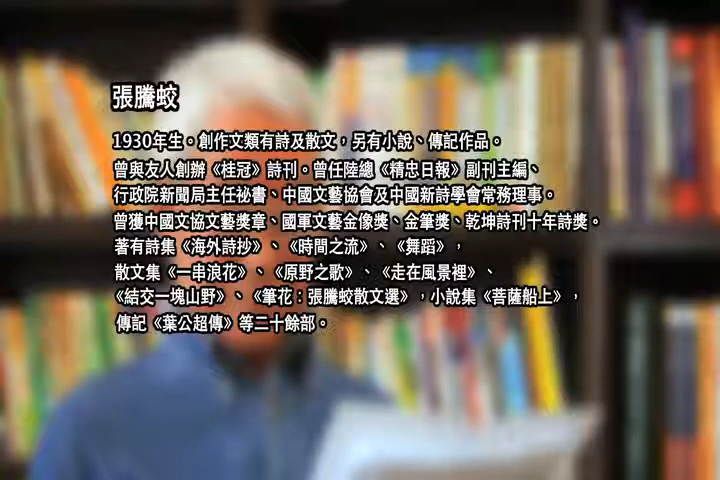 張騰蛟
1930年生。創作文類有詩及散文，另有小說、傳記作品。
曾與友人創辦《桂冠》詩刊。曾任陸總《精忠日報》副刊主編、
行政院新聞局主任祕書、中國文藝協會及中國新詩學會常務理事。
曾獲中國文協文藝獎章、國軍文藝金像獎、金筆獎、乾坤詩刊十年詩獎。
著有詩集《海外詩抄》、《時間之流》、《舞蹈》，
散文集《一串浪花》、《原野之歌》、《走在風景裡》、
《結交一塊山野》、《筆花：張騰蛟散文選》，小說集《菩薩船上》，
傳記《葉公超傳》等二十餘部。